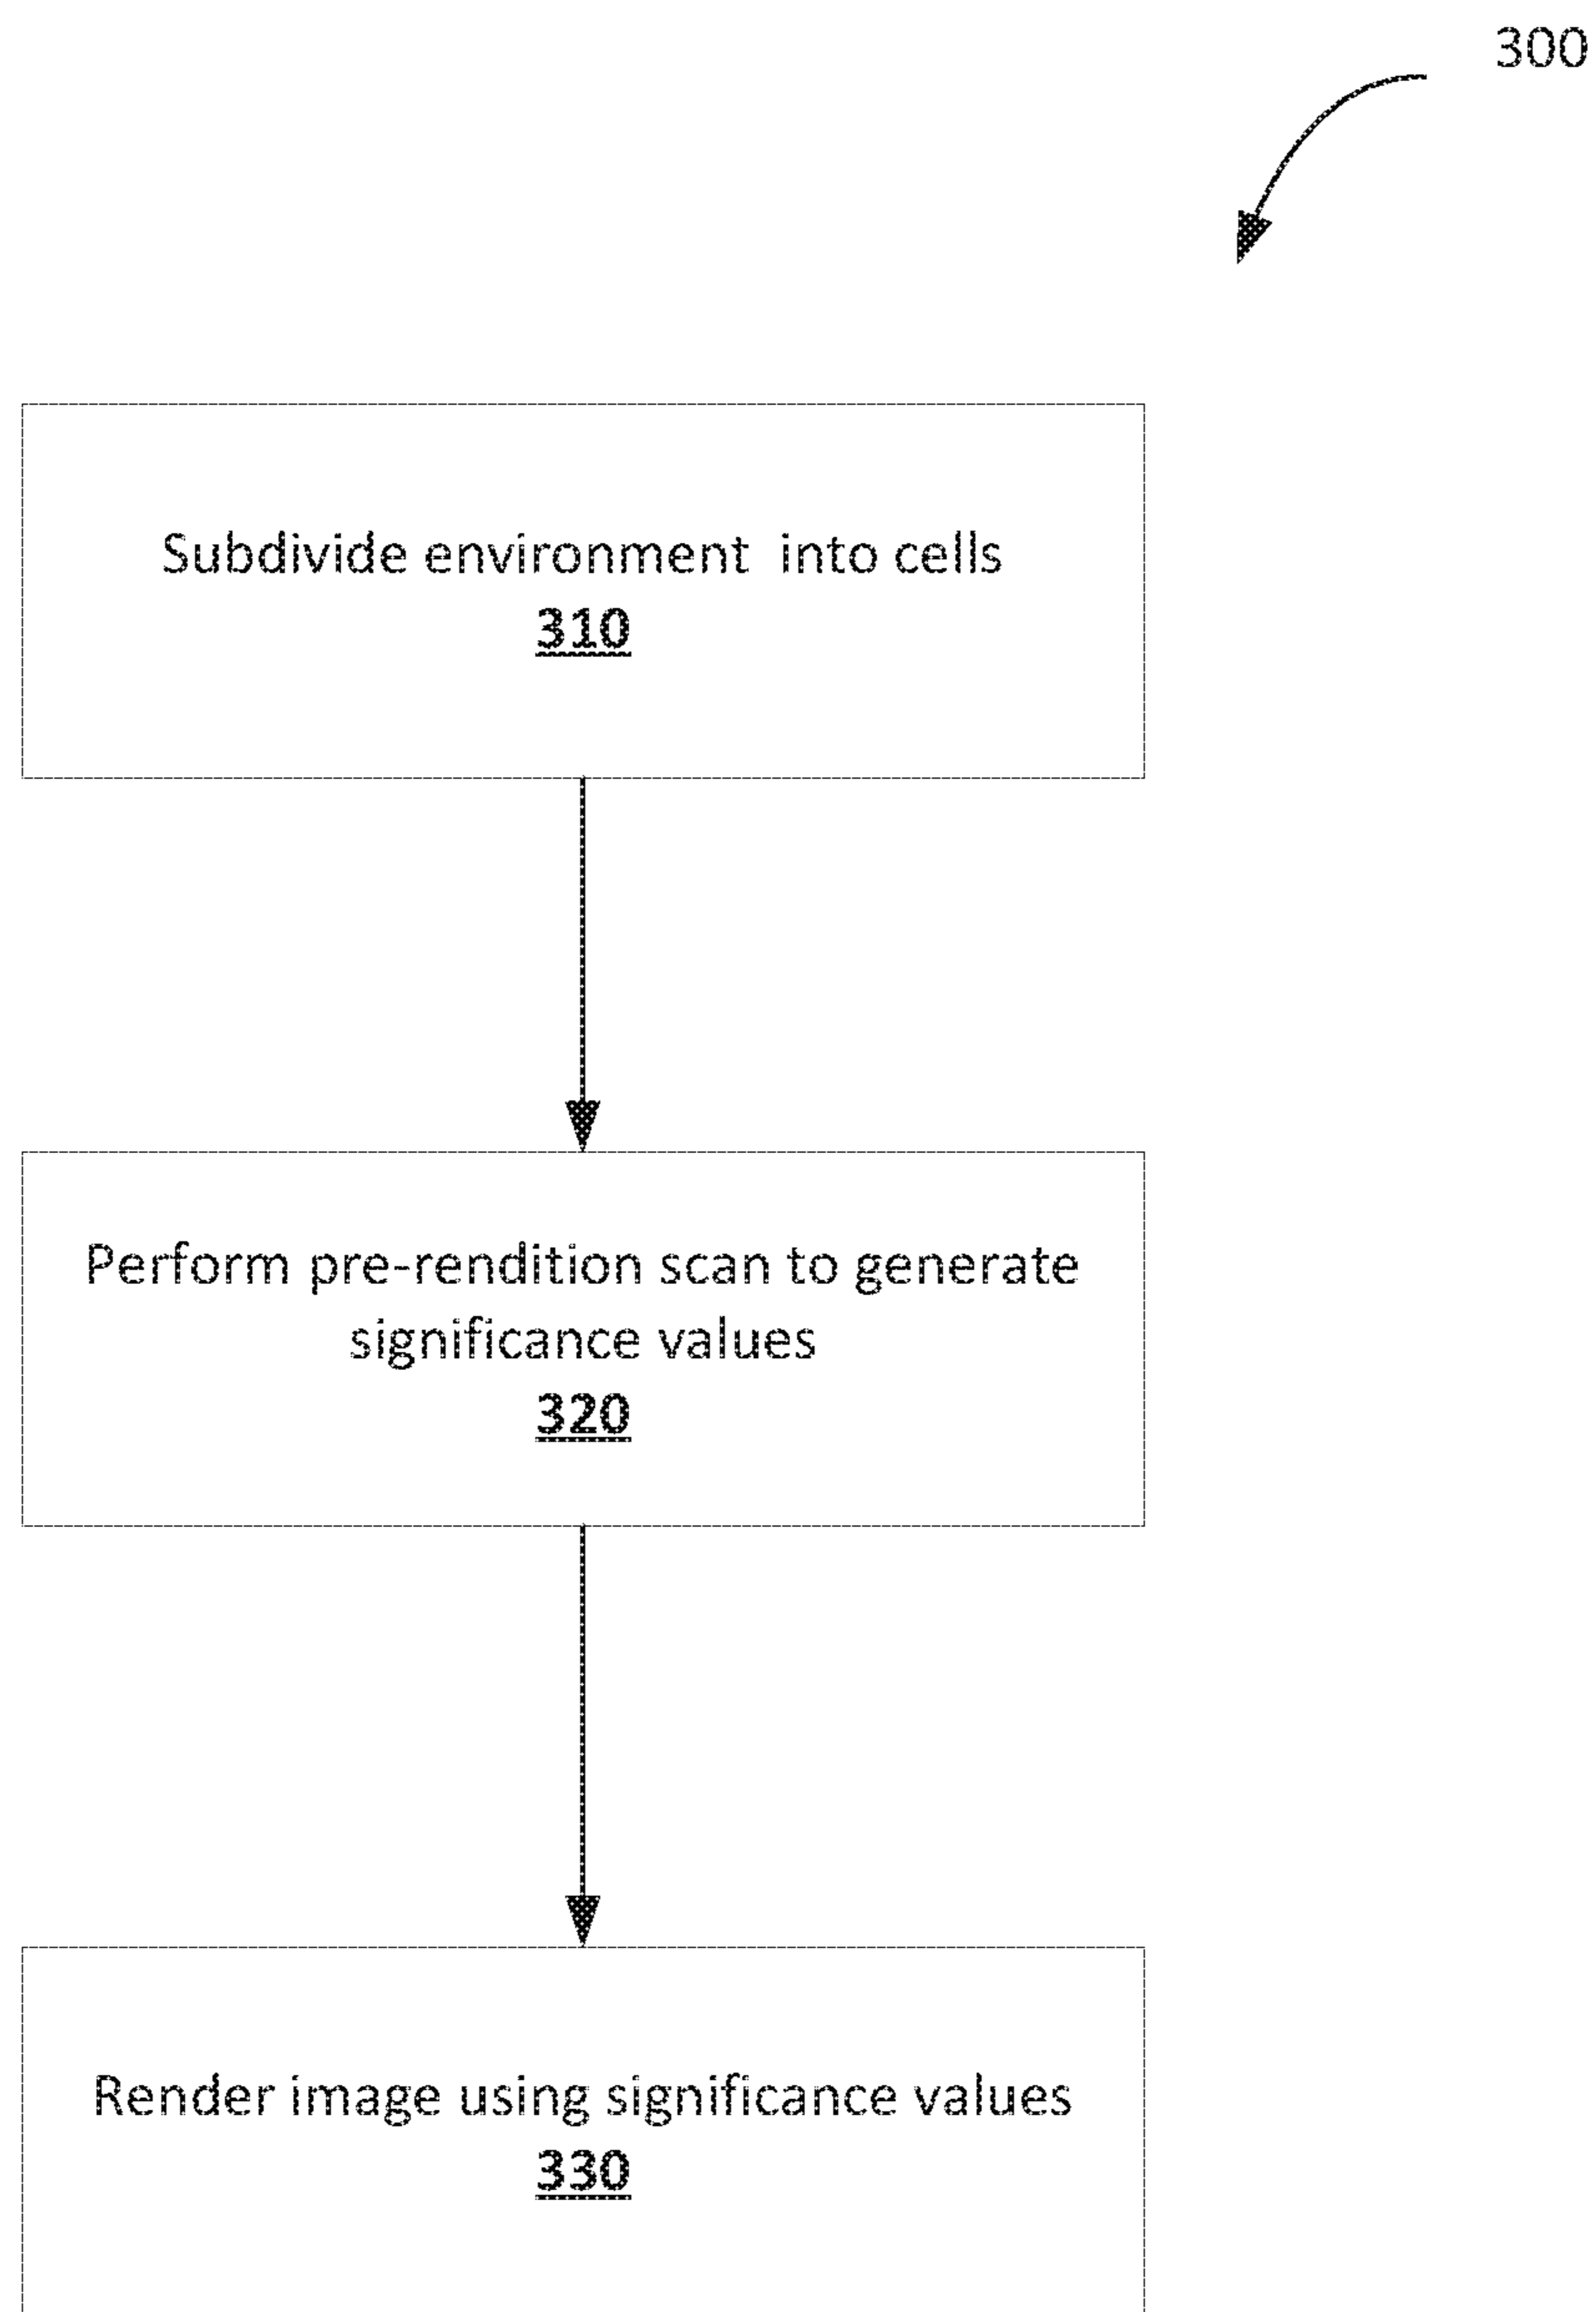 300
Subdivide environment into cells
310
Perform pre-rendition scan to generate
significance values
320
Render image using significance values
330